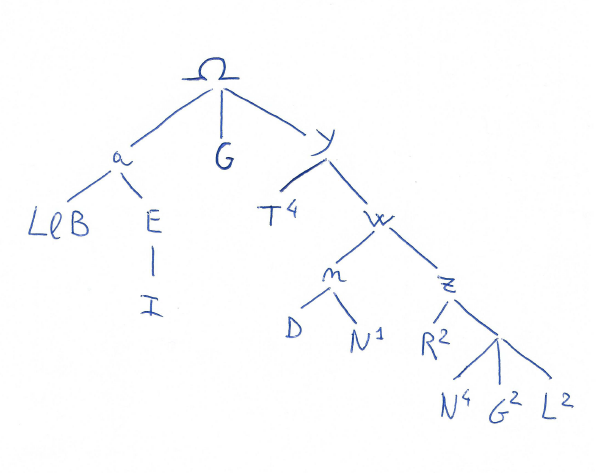 Ω
a G y
LlB E T⁴ w
I n z
D N¹ R²
N⁴ G² L²